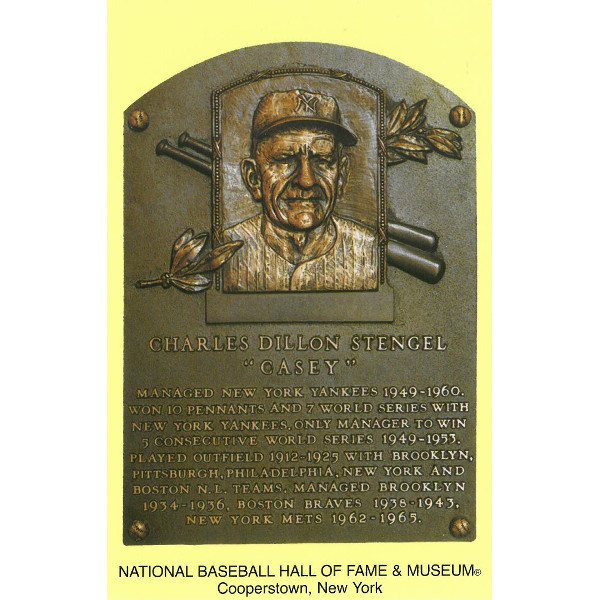 NY
CHARLES DILLON STENGEL
"CASEY"
MANAGED NEW YORK YANKEES 1949-1960.
WON 10 PENNANTS AND 7 WORLD SERIES WITH
NEW YORK YANKEES. ONLY MANAGER TO WIN
5 CONSECUTIVE WORLD SERIES 1949-1953.
PLAYED OUTFIELD 1912-1925 WITH BROOKLYN,
PITTSBURGH, PHILADELPHIA, NEW YORK AND
BOSTON N.L. TEAMS. MANAGED BROOKLYN
1934-1936, BOSTON BRAVES 1938-1943,
NEW YORK METS 1962-1965.
NATIONAL BASEBALL HALL OF FAME & MUSEUM®
Cooperstown, New York